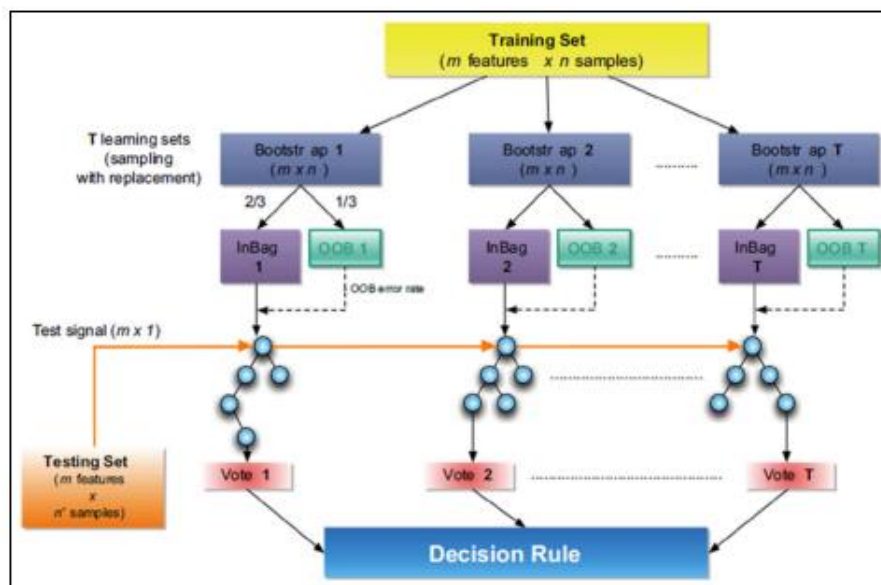 Training Set
(m features x n samples)
T learning sets
(sampling
with replacement)
Bootstr ap 1
(m x n )
Bootstr ap 2
(m x n )
Bootstr ap T
(m x n )
2/3
1/3
InBag
1
OOB 1
InBag
2
OOB 2
InBag
T
OOB T
OOB error rate
Test signal (m x 1)
Testing Set
(m features
x
n' samples)
Vote 1
Vote 2
Vote T
Decision Rule